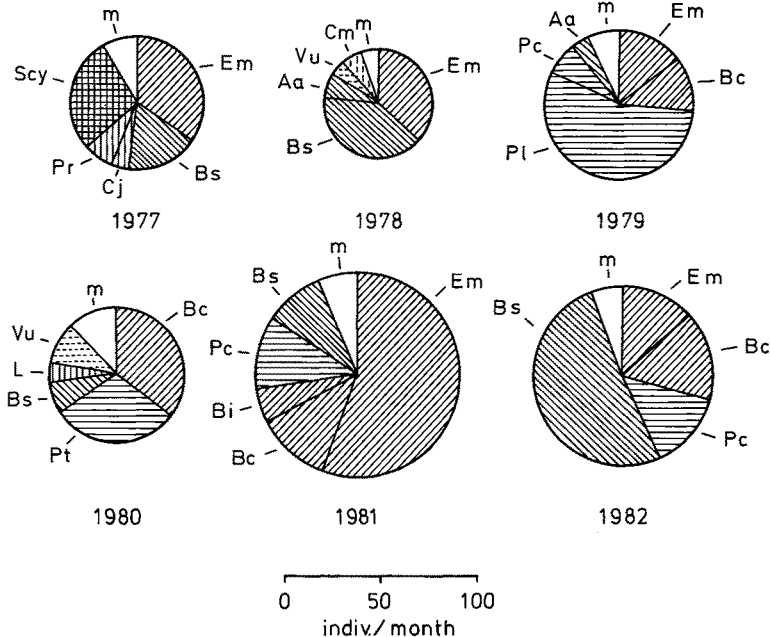 m
Em
Scy
Pr
Cj
Bs
1977
Cm
m
Vu
Aa
Em
Bs
1978
m
Aa
Pc
Em
Bc
Pl
1979
m
Bc
Vu
L
Bs
Pt
1980
m
Bs
Em
Pc
Bi
Bc
1981
m
Em
Bs
Bc
Pc
1982
0 50 100
indiv./month